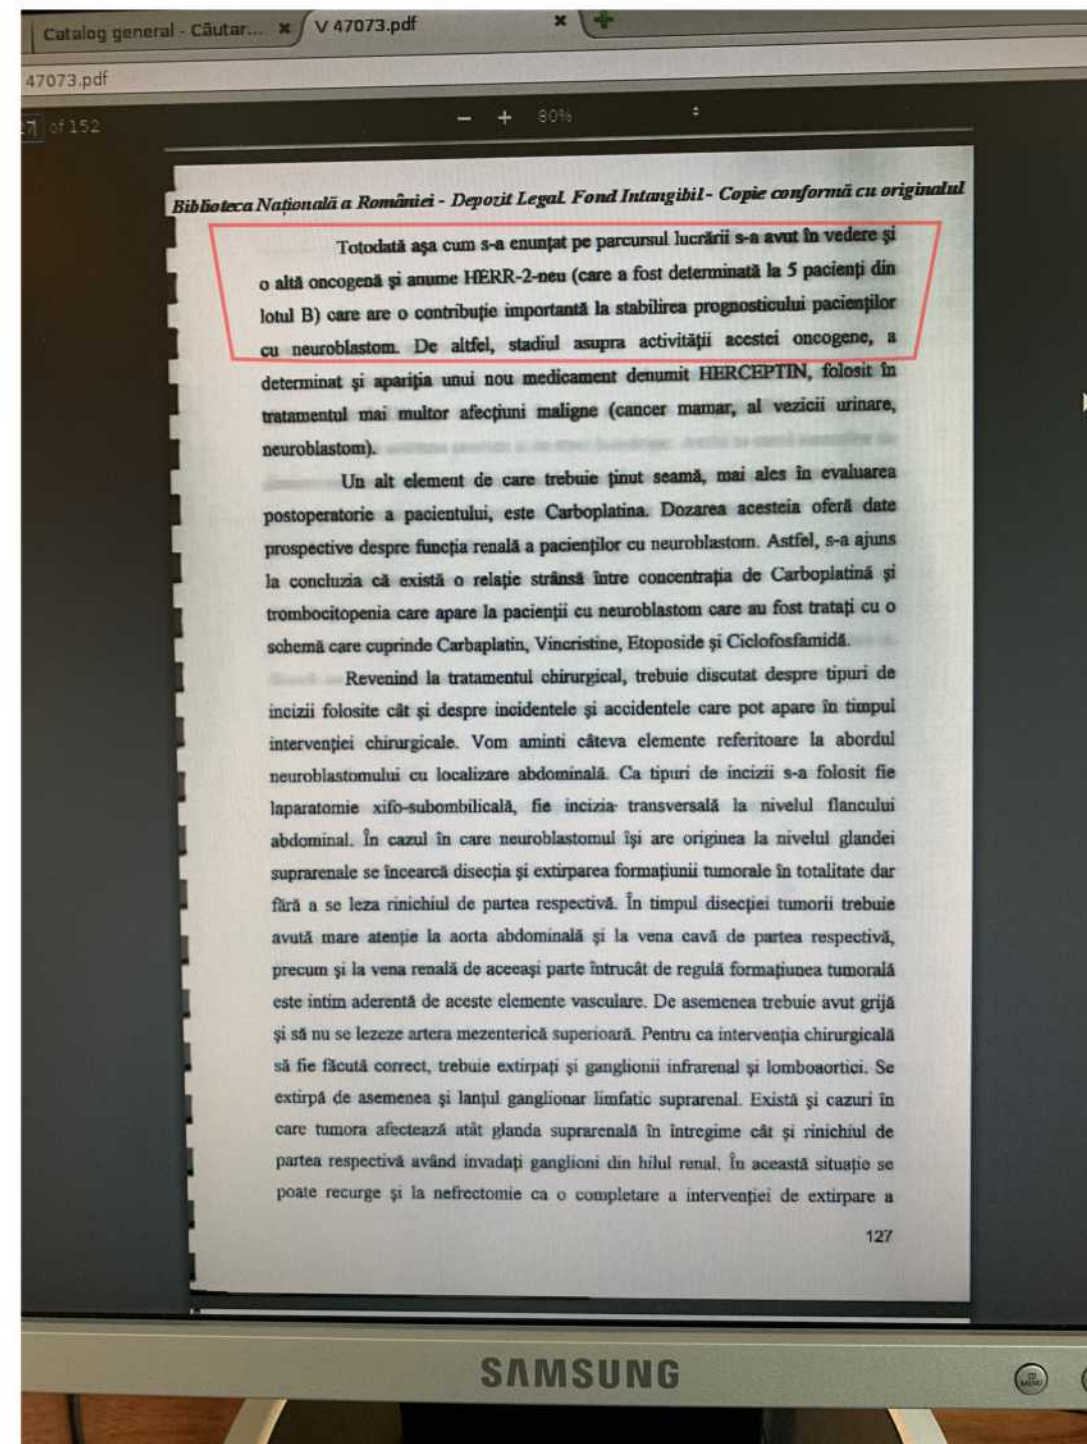 Catalog general - Căutar... ✖ V 47073.pdf ✖
47073.pdf
27 of 152 — + 80%
Biblioteca Națională a României - Depozit Legal. Fond Intangibil - Copie conformă cu originalul
Totodată așa cum s-a enunțat pe parcursul lucrării s-a avut în vedere și
o altă oncogenă și anume HERR-2-neu (care a fost determinată la 5 pacienți din
lotul B) care are o contribuție importantă la stabilirea prognosticului pacienților
cu neuroblastom. De altfel, stadiul asupra activității acestei oncogene, a
determinat și apariția unui nou medicament denumit HERCEPTIN, folosit în
tratamentul mai multor afecțiuni maligne (cancer mamar, al vezicii urinare,
neuroblastom).
Un alt element de care trebuie ținut seamă, mai ales în evaluarea
postoperatorie a pacientului, este Carboplatina. Dozarea acesteia oferă date
prospective despre funcția renală a pacienților cu neuroblastom. Astfel, s-a ajuns
la concluzia că există o relație strânsă între concentrația de Carboplatină și
trombocitopenia care apare la pacienții cu neuroblastom care au fost tratați cu o
schemă care cuprinde Carbaplatin, Vincristine, Etoposide și Ciclofosfamidă.
Revenind la tratamentul chirurgical, trebuie discutat despre tipuri de
incizii folosite cât și despre incidentele și accidentele care pot apare în timpul
intervenției chirurgicale. Vom aminti câteva elemente referitoare la abordul
neuroblastomului cu localizare abdominală. Ca tipuri de incizii s-a folosit fie
laparatomie xifo-subombilicală, fie incizia transversală la nivelul flancului
abdominal. În cazul în care neuroblastomul își are originea la nivelul glandei
suprarenale se încearcă disecția și extirparea formațiunii tumorale în totalitate dar
fără a se leza rinichiul de partea respectivă. În timpul disecției tumorii trebuie
avută mare atenție la aorta abdominală și la vena cavă de partea respectivă,
precum și la vena renală de aceeași parte întrucât de regulă formațiunea tumorală
este intim aderentă de aceste elemente vasculare. De asemenea trebuie avut grijă
și să nu se lezeze artera mezenterică superioară. Pentru ca intervenția chirurgicală
să fie făcută corect, trebuie extirpați și ganglionii infrarenal și lomboaortici. Se
extirpă de asemenea și lanțul ganglionar limfatic suprarenal. Există și cazuri în
care tumora afectează atât glanda suprarenală în întregime cât și rinichiul de
partea respectivă având invadați ganglioni din hilul renal. În această situație se
poate recurge și la nefrectomie ca o completare a intervenției de extirpare a
127
SAMSUNG
MENU